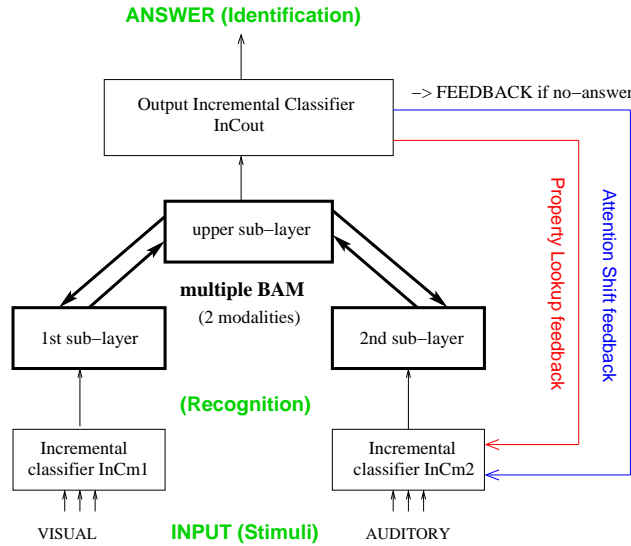 ANSWER (Identification)
Output Incremental Classifier
InCout
−> FEEDBACK if no−answer
upper sub−layer
multiple BAM
(2 modalities)
1st sub−layer
2nd sub−layer
Property Lookup feedback
Attention Shift feedback
(Recognition)
Incremental
classifier InCm1
Incremental
classifier InCm2
VISUAL
INPUT (Stimuli)
AUDITORY